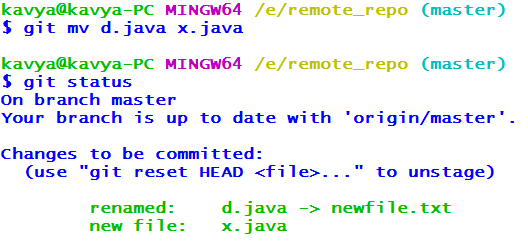 kavya@kavya-PC MINGW64 /e/remote_repo (master)
$ git mv d.java x.java
kavya@kavya-PC MINGW64 /e/remote_repo (master)
$ git status
On branch master
Your branch is up to date with 'origin/master'.
Changes to be committed:
(use "git reset HEAD <file>..." to unstage)
renamed: d.java -> newfile.txt
new file: x.java